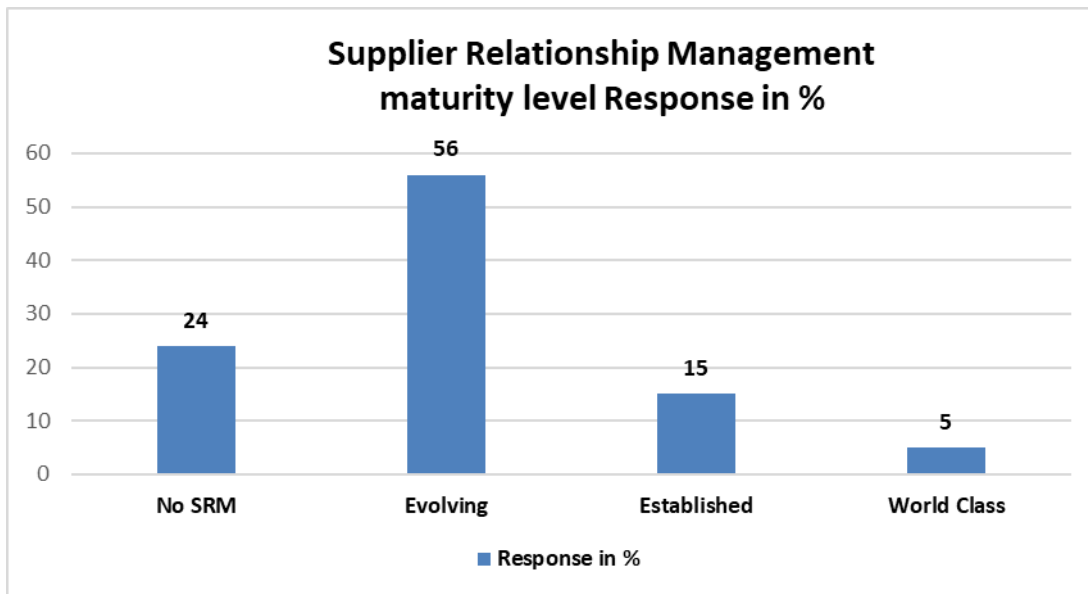 Supplier Relationship Management
maturity level Response in %
60
50
40
30
20
10
0
24
56
15
5
No SRM
Evolving
Established
World Class
Response in %